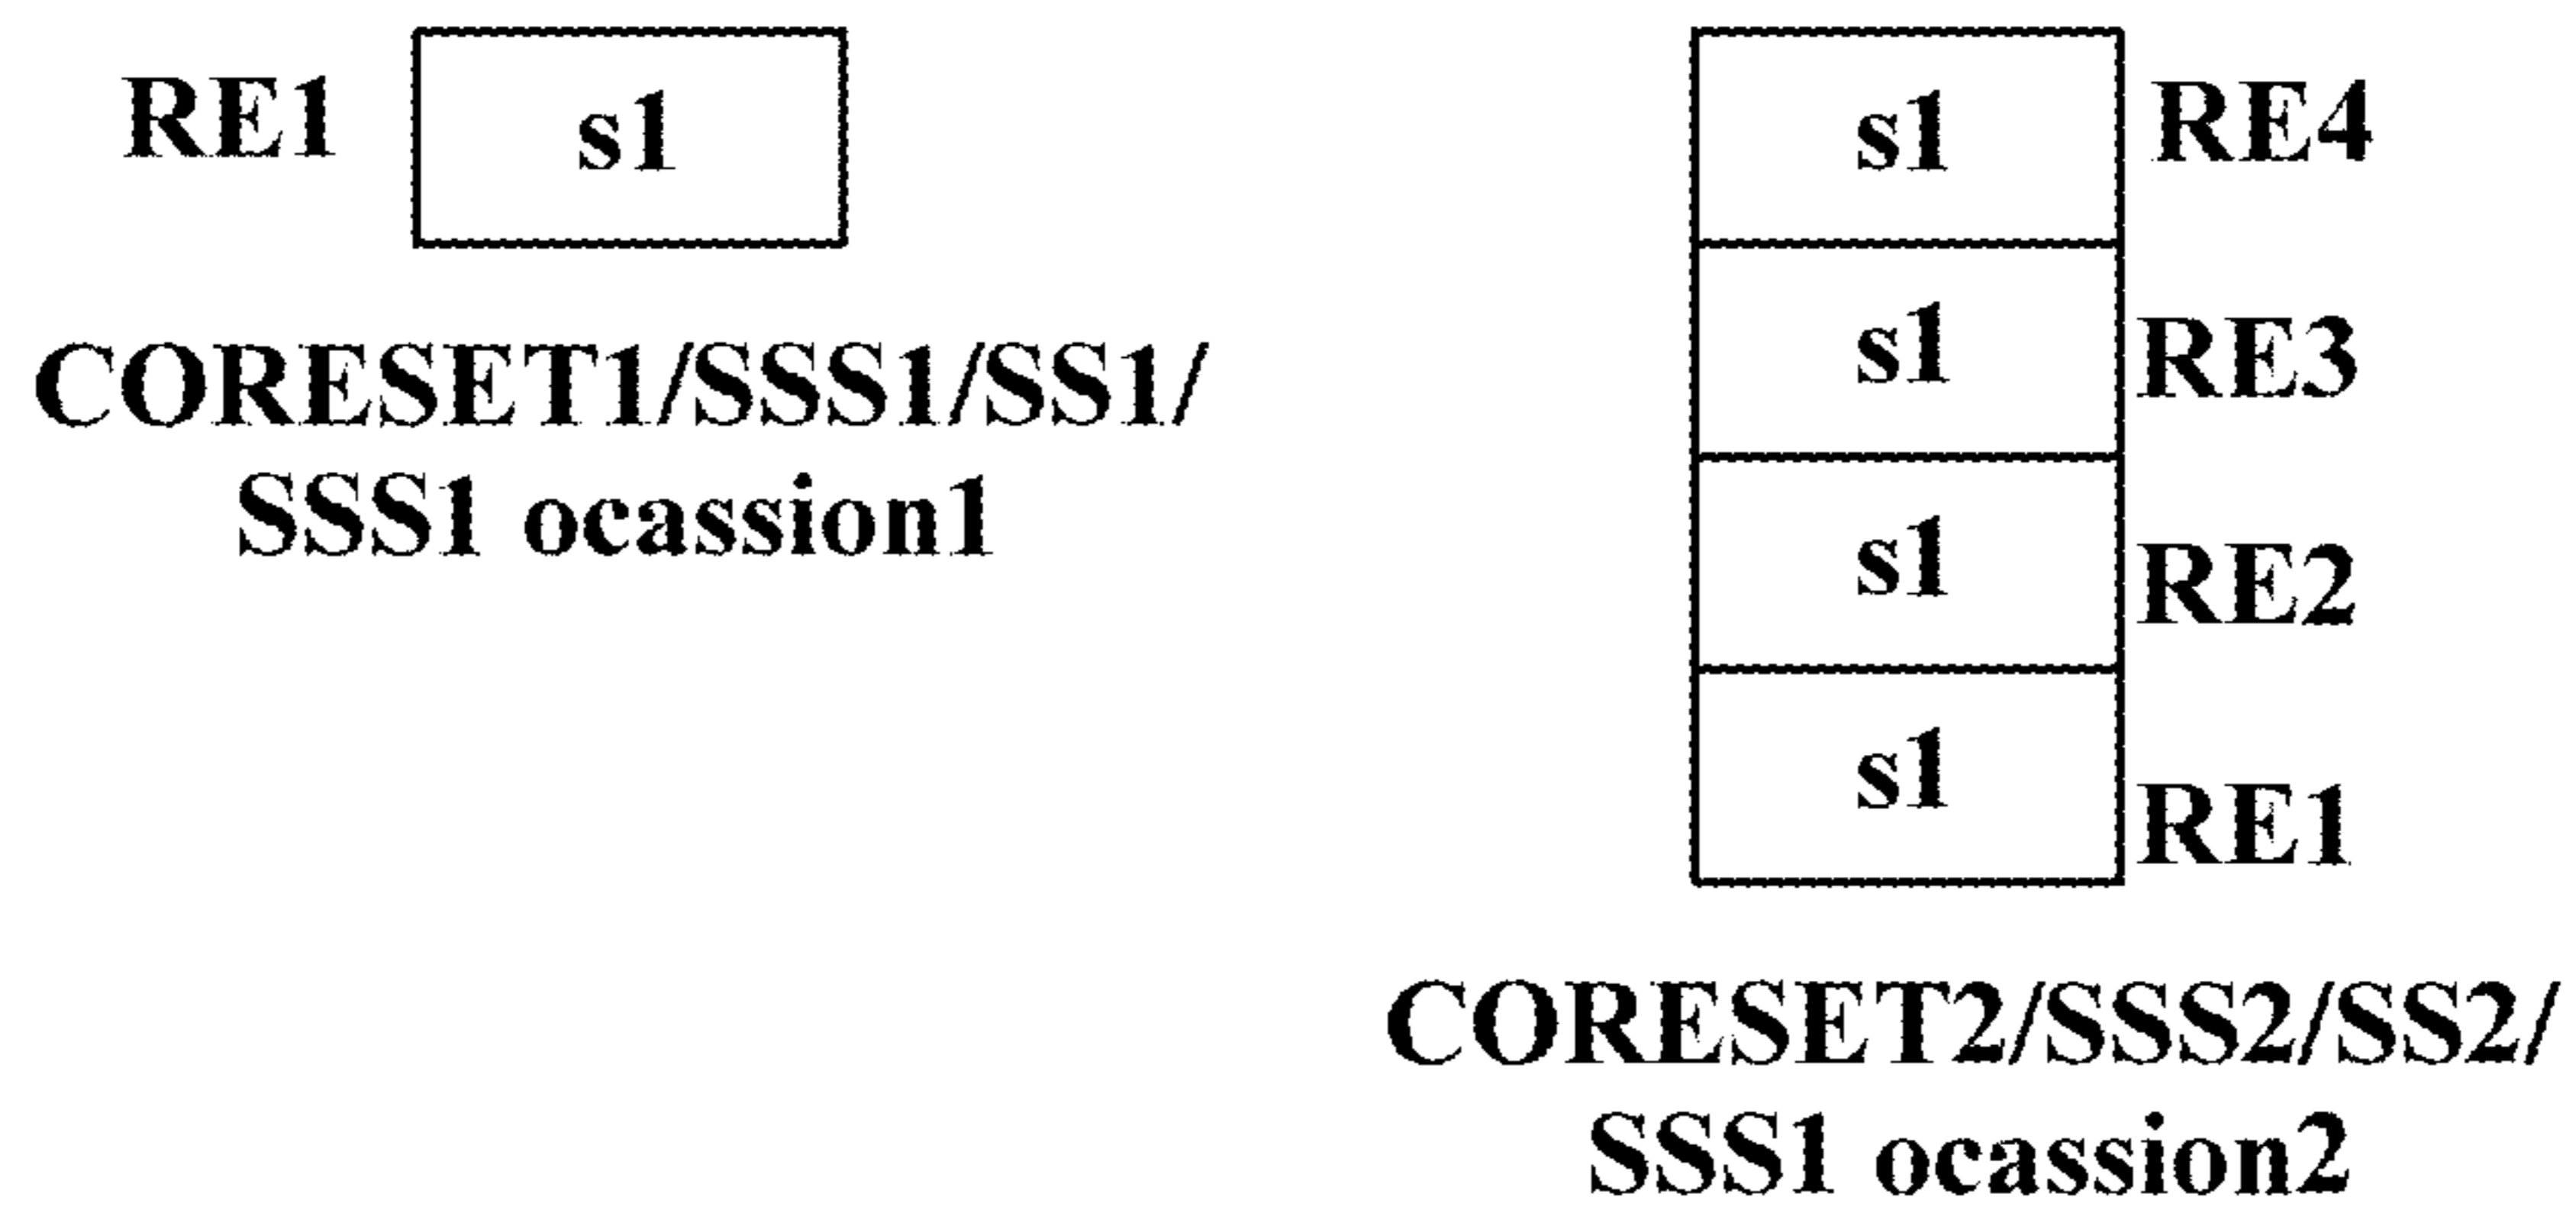 RE1 s1
CORESET1/SSS1/SS1/
SSS1 ocassion1
s1 RE4
s1 RE3
s1 RE2
s1 RE1
CORESET2/SSS2/SS2/
SSS1 ocassion2